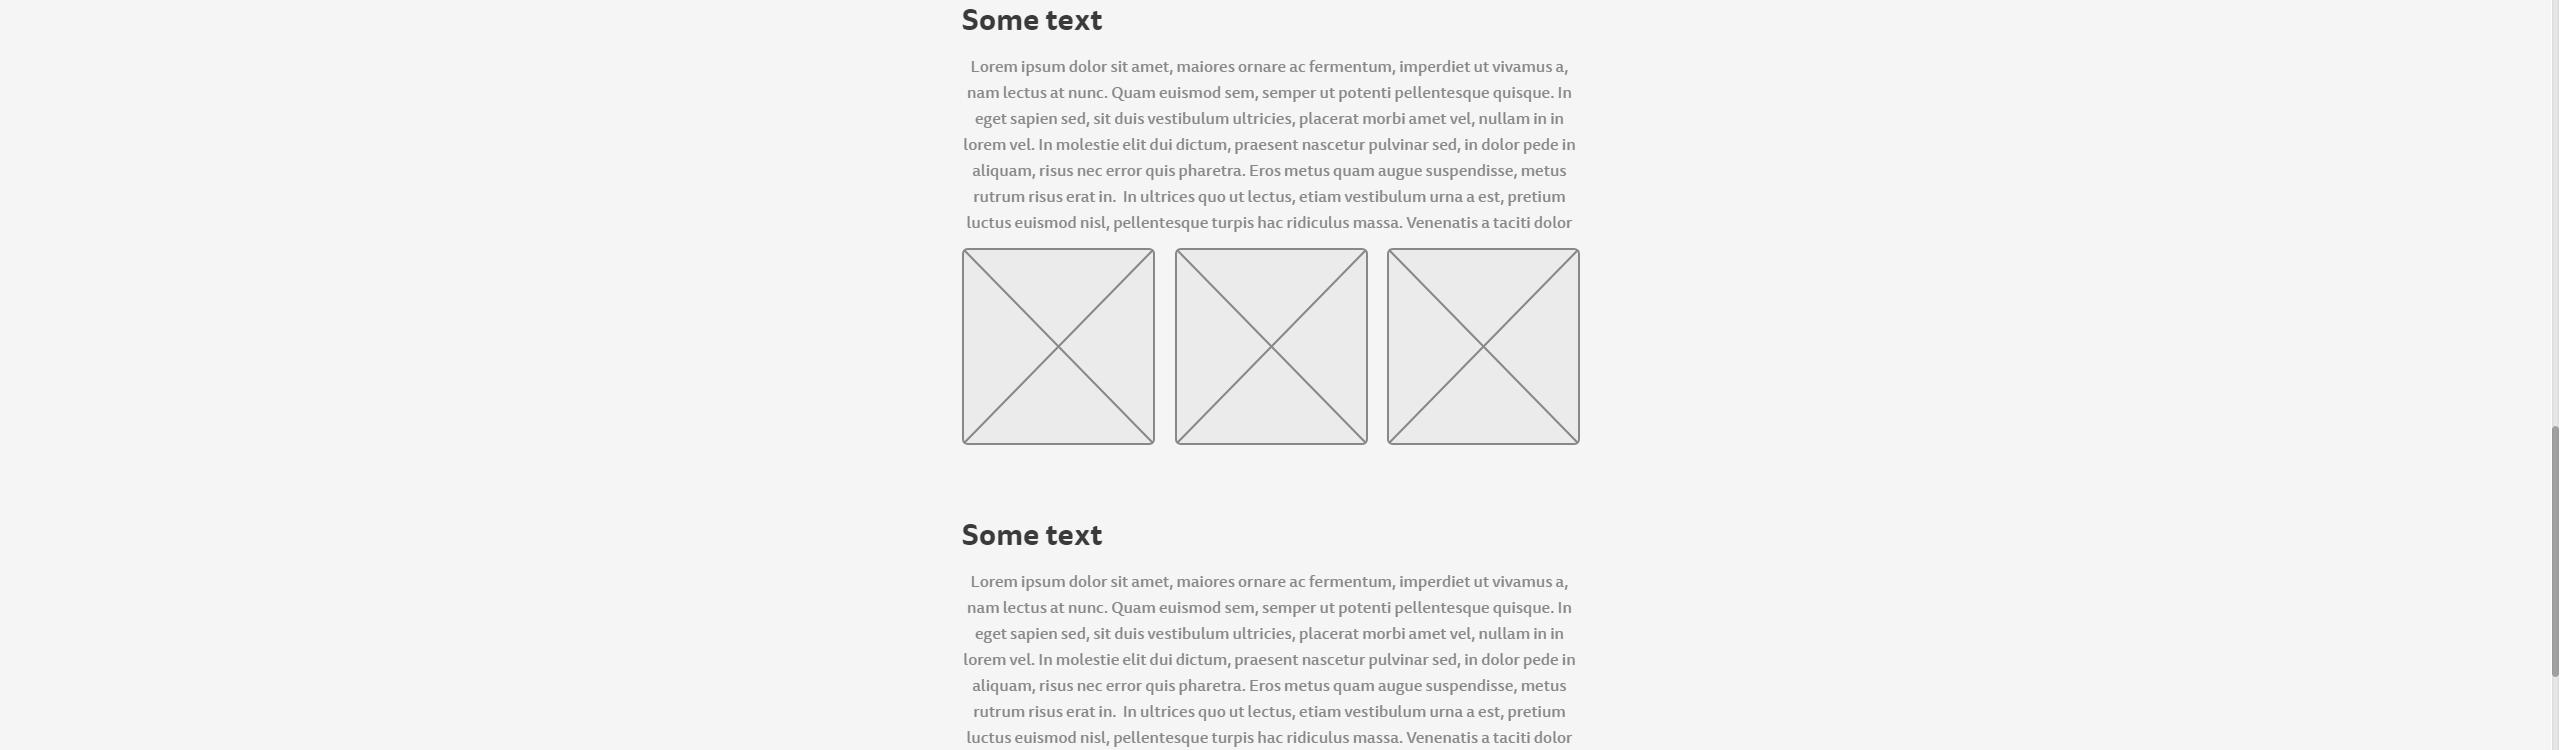 Some text
Lorem ipsum dolor sit amet, maiores ornare ac fermentum, imperdiet ut vivamus a,
nam lectus at nunc. Quam euismod sem, semper ut potenti pellentesque quisque. In
eget sapien sed, sit duis vestibulum ultricies, placerat morbi amet vel, nullam in in
lorem vel. In molestie elit dui dictum, praesent nascetur pulvinar sed, in dolor pede in
aliquam, risus nec error quis pharetra. Eros metus quam augue suspendisse, metus
rutrum risus erat in.  In ultrices quo ut lectus, etiam vestibulum urna a est, pretium
luctus euismod nisl, pellentesque turpis hac ridiculus massa. Venenatis a taciti dolor
Some text
Lorem ipsum dolor sit amet, maiores ornare ac fermentum, imperdiet ut vivamus a,
nam lectus at nunc. Quam euismod sem, semper ut potenti pellentesque quisque. In
eget sapien sed, sit duis vestibulum ultricies, placerat morbi amet vel, nullam in in
lorem vel. In molestie elit dui dictum, praesent nascetur pulvinar sed, in dolor pede in
aliquam, risus nec error quis pharetra. Eros metus quam augue suspendisse, metus
rutrum risus erat in.  In ultrices quo ut lectus, etiam vestibulum urna a est, pretium
luctus euismod nisl, pellentesque turpis hac ridiculus massa. Venenatis a taciti dolor